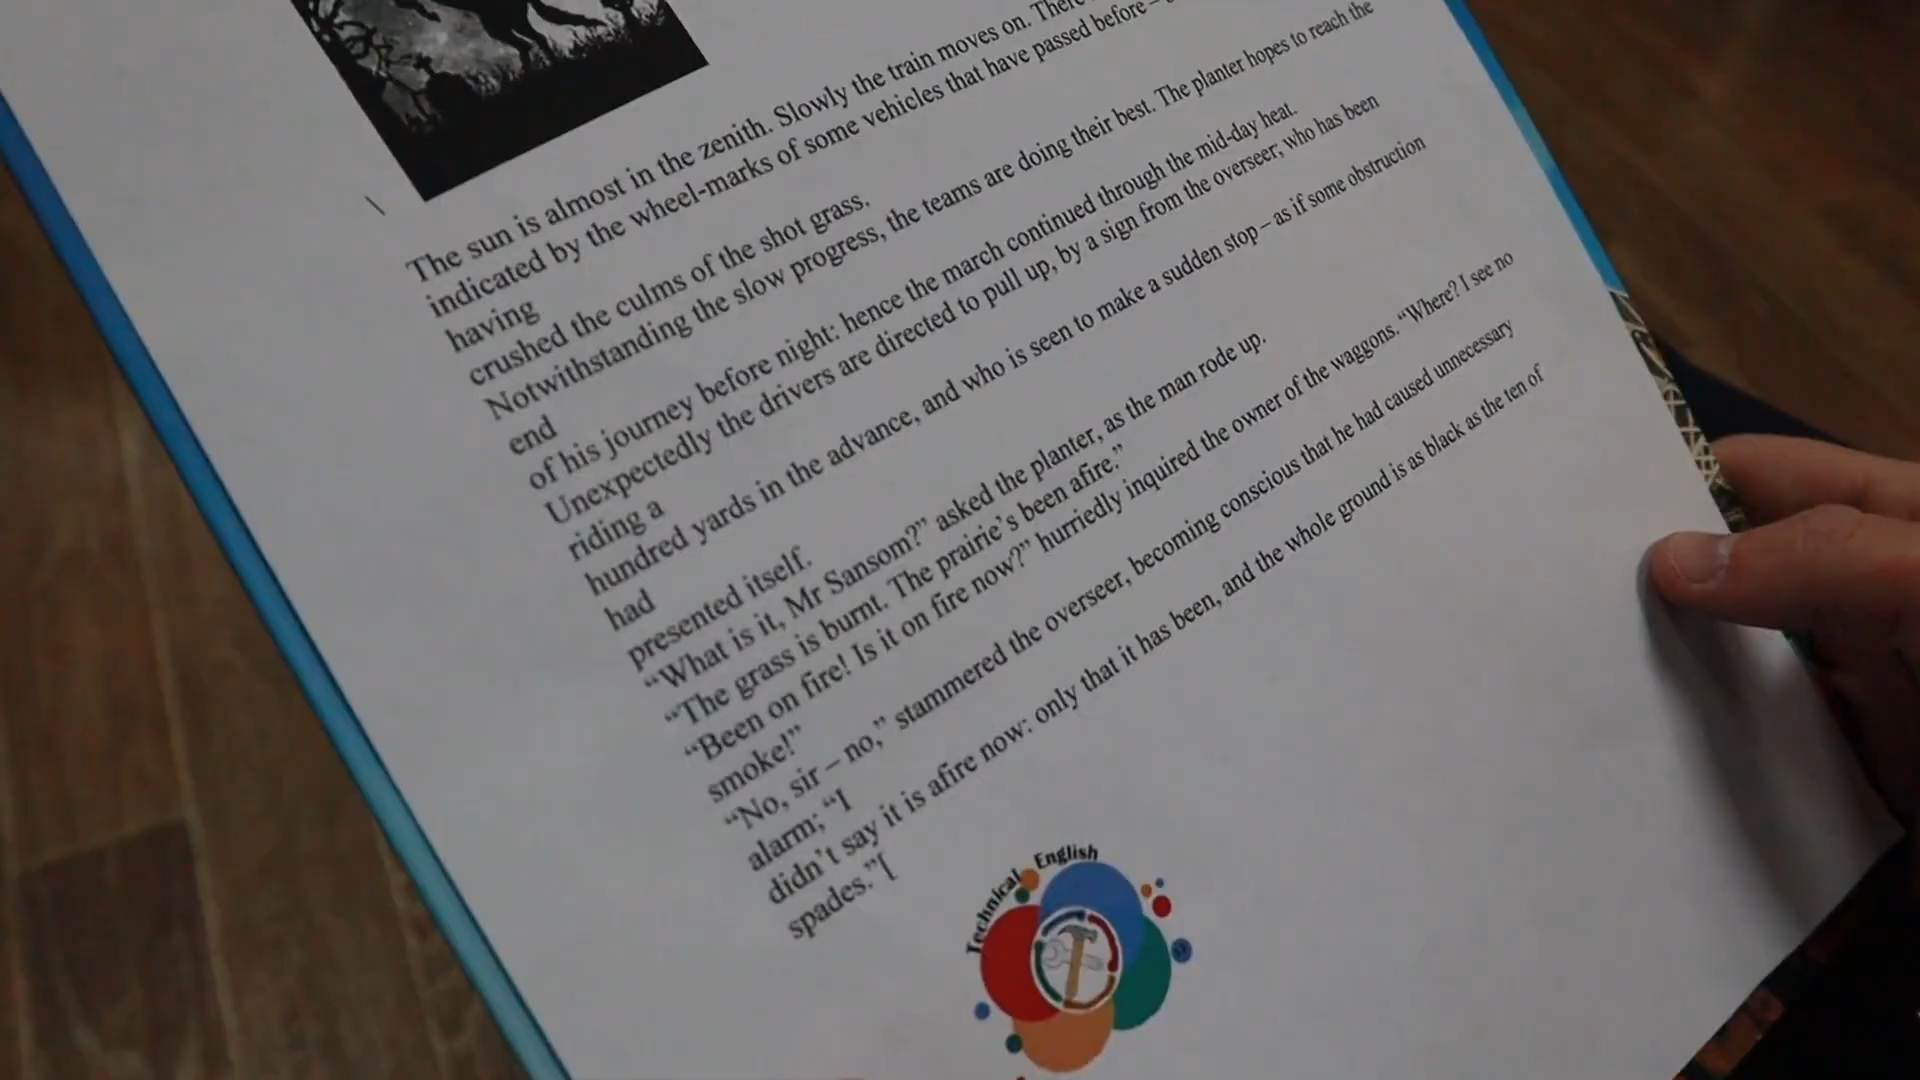 The sun is almost in the zenith. Slowly the train moves on. There
indicated by the wheel-marks of some vehicles that have passed before –
having
crushed the culms of the shot grass.
Notwithstanding the slow progress, the teams are doing their best. The planter hopes to reach the
end
of his journey before night: hence the march continued through the mid-day heat.
Unexpectedly the drivers are directed to pull up, by a sign from the overseer; who has been
riding a
hundred yards in the advance, and who is seen to make a sudden stop – as if some obstruction
had
presented itself.
“What is it, Mr Sansom?” asked the planter, as the man rode up.
“The grass is burnt. The prairie’s been afire.”
“Been on fire! Is it on fire now?” hurriedly inquired the owner of the waggons. “Where? I see no
smoke!”
“No, sir – no,” stammered the overseer, becoming conscious that he had caused unnecessary
alarm; “I
didn’t say it is afire now: only that it has been, and the whole ground is as black as the ten of
spades.”[
Technical English